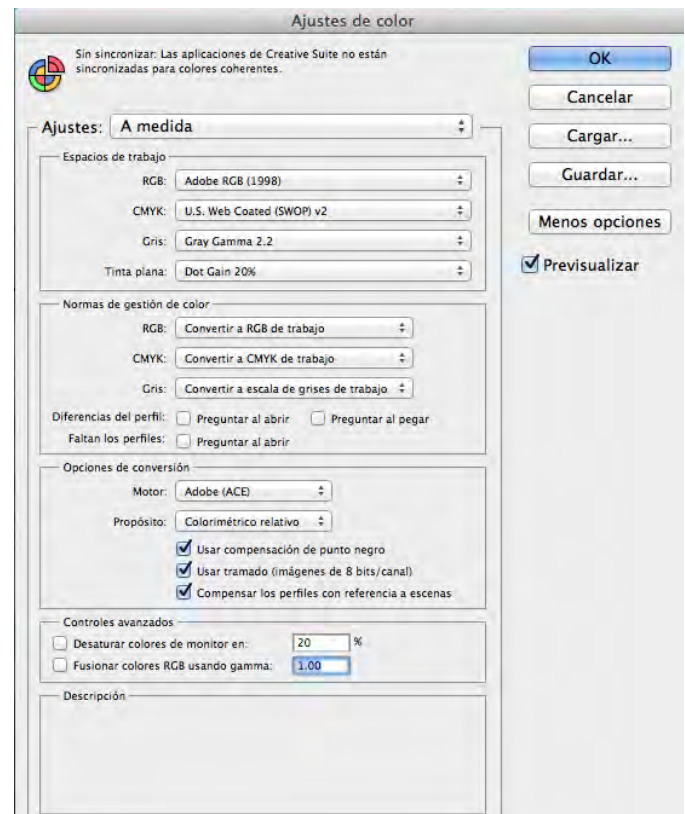 Ajustes de color
Sin sincronizar: Las aplicaciones de Creative Suite no están
sincronizadas para colores coherentes.
OK
Cancelar
Cargar...
Guardar...
Menos opciones
Previsualizar
Ajustes: A medida
Espacios de trabajo
RGB: Adobe RGB (1998)
CMYK: U.S. Web Coated (SWOP) v2
Gris: Gray Gamma 2.2
Tinta plana: Dot Gain 20%
Normas de gestión de color
RGB: Convertir a RGB de trabajo
CMYK: Convertir a CMYK de trabajo
Gris: Convertir a escala de grises de trabajo
Diferencias del perfil: Preguntar al abrir Preguntar al pegar
Faltan los perfiles: Preguntar al abrir
Opciones de conversión
Motor: Adobe (ACE)
Propósito: Colorimétrico relativo
Usar compensación de punto negro
Usar tramado (imágenes de 8 bits/canal)
Compensar los perfiles con referencia a escenas
Controles avanzados
Desaturar colores de monitor en: 20 %
Fusionar colores RGB usando gamma: 1.00
Descripción